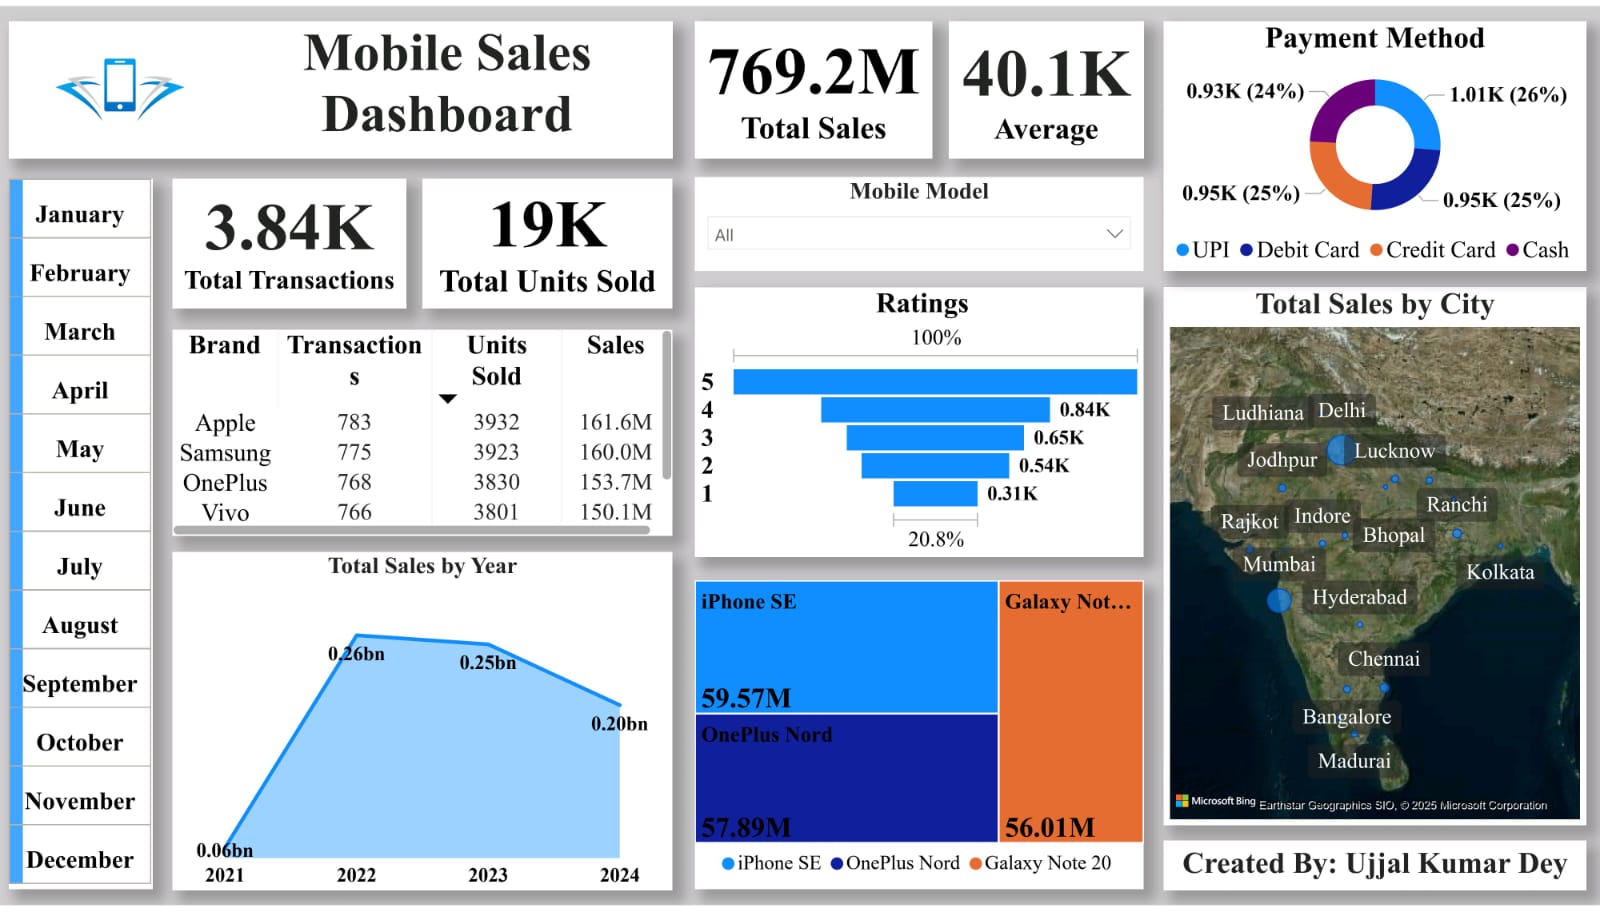 Mobile Sales
Dashboard
769.2M
Total Sales
40.1K
Average
Payment Method
0.93K (24%)
1.01K (26%)
0.95K (25%)
0.95K (25%)
UPI Debit Card Credit Card Cash
January
February
March
April
May
June
July
August
September
October
November
December
3.84K
Total Transactions
19K
Total Units Sold
Mobile Model
All
Brand Transaction Units Sales
s Sold
Apple 783 3932 161.6M
Samsung 775 3923 160.0M
OnePlus 768 3830 153.7M
Vivo 766 3801 150.1M
Ratings
100%
5
4 0.84K
3 0.65K
2 0.54K
1 0.31K
20.8%
Total Sales by City
Ludhiana Delhi
Jodhpur Lucknow
Ranchi
Rajkot Indore
Bhopal
Mumbai
Kolkata
Hyderabad
Chennai
Bangalore
Madurai
Microsoft Bing Earthstar Geographics SIO, © 2025 Microsoft Corporation
Total Sales by Year
0.26bn
0.25bn
0.20bn
0.06bn
2021 2022 2023 2024
iPhone SE
59.57M
OnePlus Nord
57.89M
Galaxy Not...
56.01M
iPhone SE OnePlus Nord Galaxy Note 20
Created By: Ujjal Kumar Dey